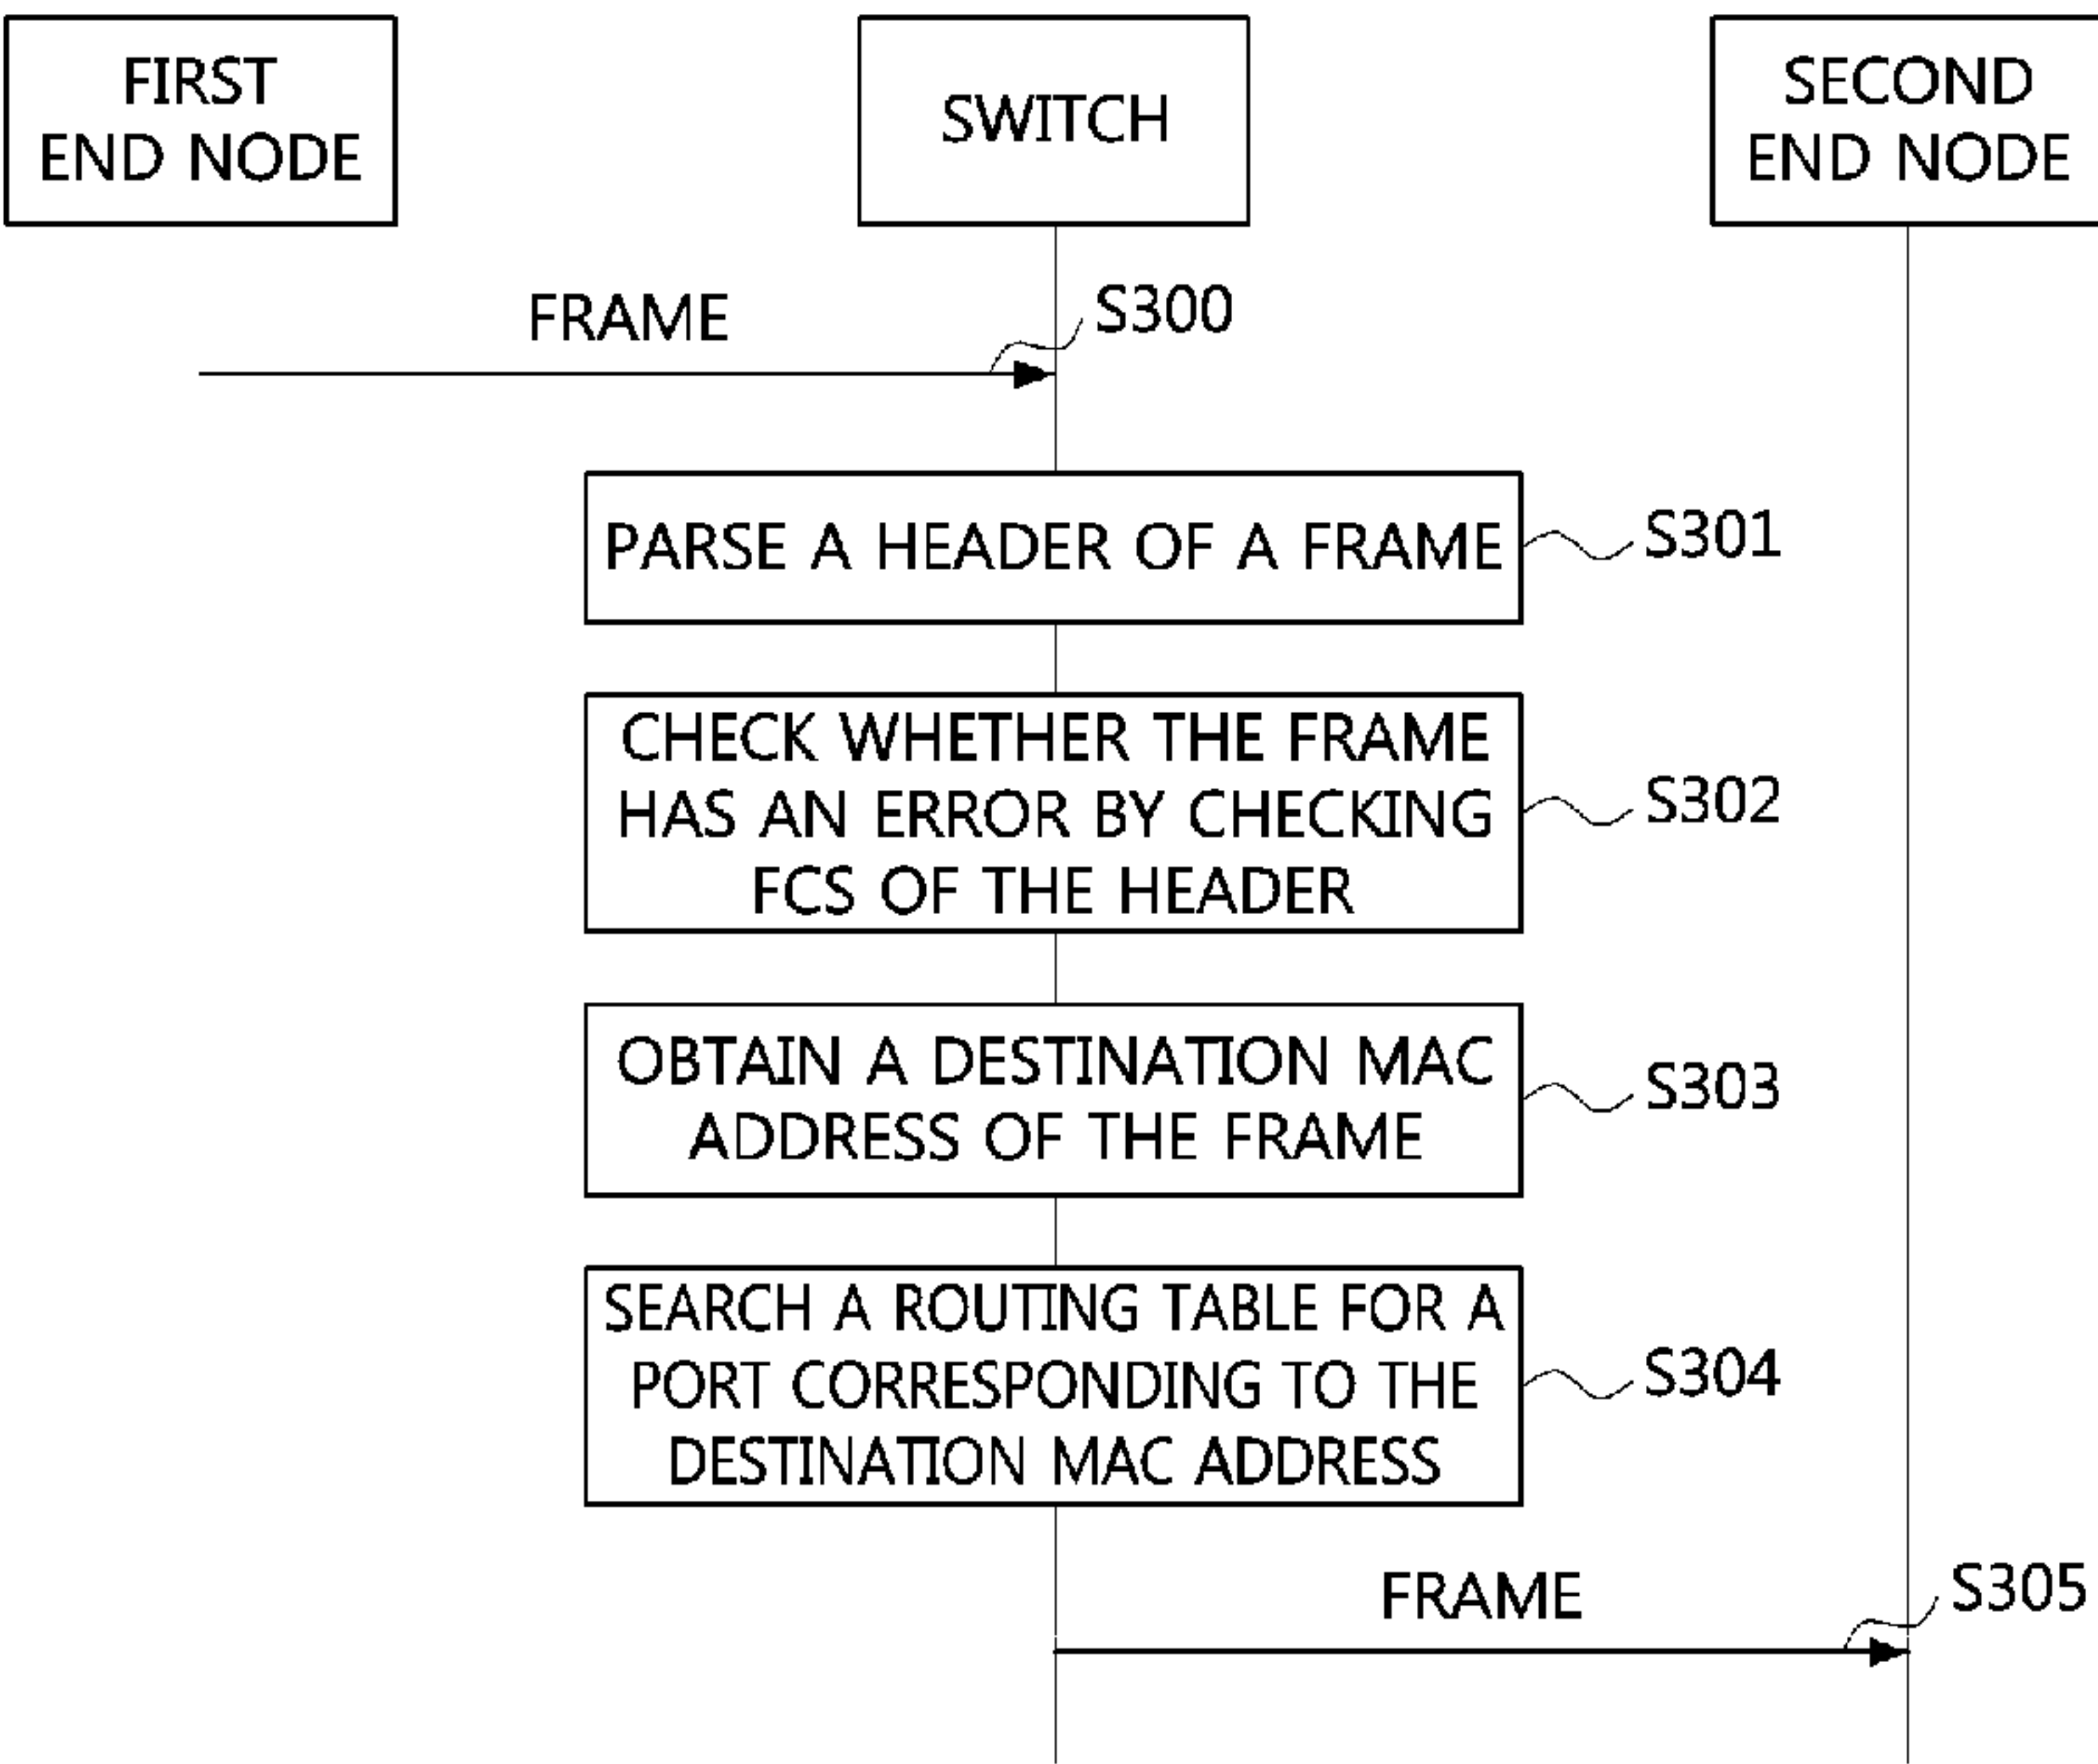 FIRST
END NODE
SWITCH
SECOND
END NODE
FRAME
S300
PARSE A HEADER OF A FRAME
S301
CHECK WHETHER THE FRAME
HAS AN ERROR BY CHECKING
FCS OF THE HEADER
S302
OBTAIN A DESTINATION MAC
ADDRESS OF THE FRAME
S303
SEARCH A ROUTING TABLE FOR A
PORT CORRESPONDING TO THE
DESTINATION MAC ADDRESS
S304
FRAME
S305